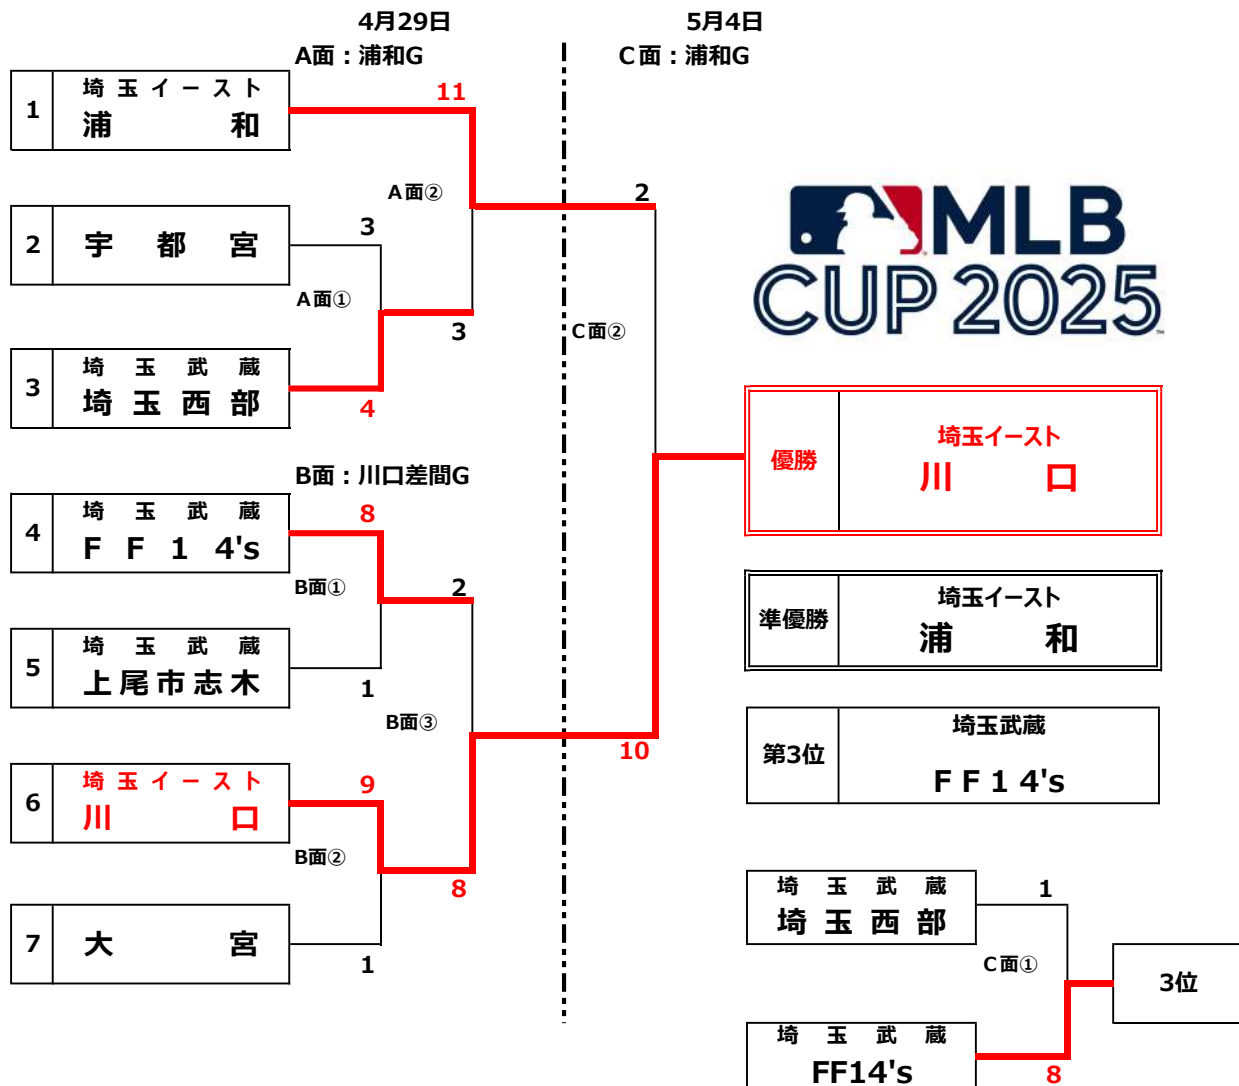 4月29日
5月4日
A面：浦和G
C面：浦和G
1
埼玉イースト
浦和
11
A面②
2
2
宇都宮
3
A面①
3
C面②
3
埼玉武蔵
埼玉西部
4
MLB
CUP 2025
TM
優勝
埼玉イースト
川口
B面：川口差間G
4
埼玉武蔵
FF14's
8
B面①
2
5
埼玉武蔵
上尾市志木
1
B面③
10
準優勝
埼玉イースト
浦和
第3位
埼玉武蔵
FF14's
6
埼玉イースト
川口
9
B面②
8
7
大宮
1
埼玉武蔵
埼玉西部
1
C面①
3位
埼玉武蔵
FF14's
8